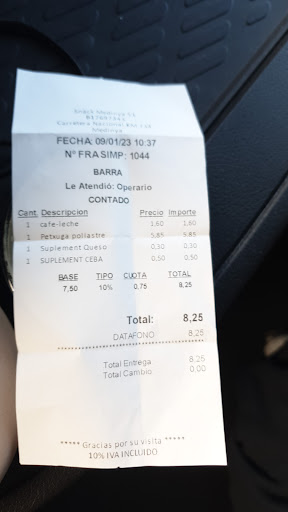 Medinya S.L
Carretera Nacional
Medinya
FECHA: 09/01/23 10:37
Nº FRASIMP: 1044
BARRA
Le Atendió: Operario
CONTADO
Cant. Descripcion Precio Importe
1 cafe-leche 1,60 1,60
1 Petxuga pollastre 5,85 5,85
1 Suplement Queso 0,30 0,30
1 SUPLEMENT CEBA 0,50 0,50
BASE TIPO CUOTA TOTAL
7,50 10% 0,75 8,25
Total: 8,25
DATAFONO: 8,25
Total Entrega 8,25
Total Cambio 0,00
***** Gracias por su visita *****
10% IVA INCLUIDO